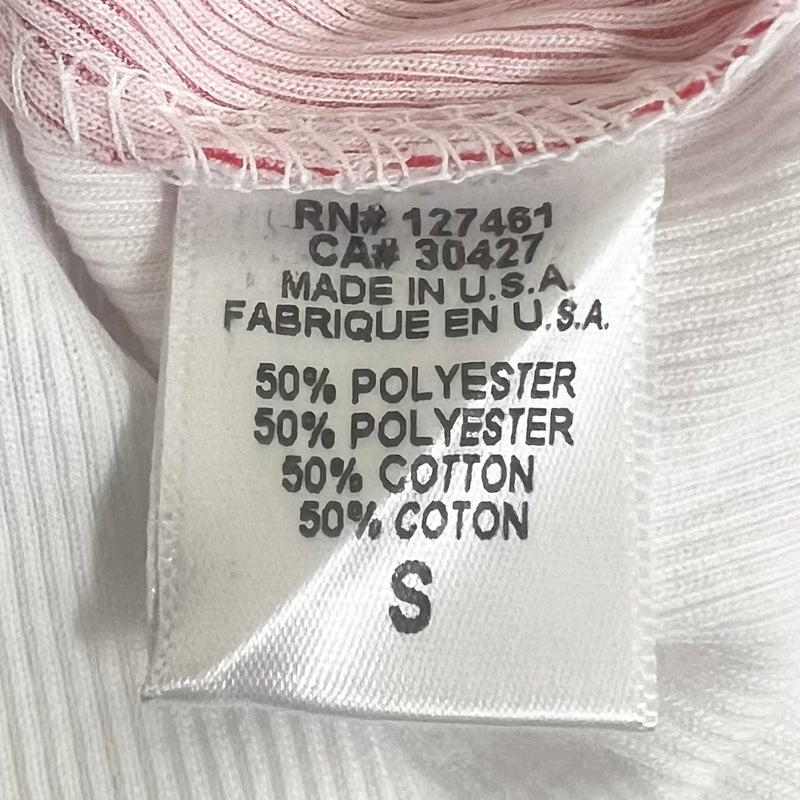 RN# 127461
CA# 30427
MADE IN U.S.A.
FABRIQUE EN U.S.A.
50% POLYESTER
50% POLYESTER
50% COTTON
50% COTON
S